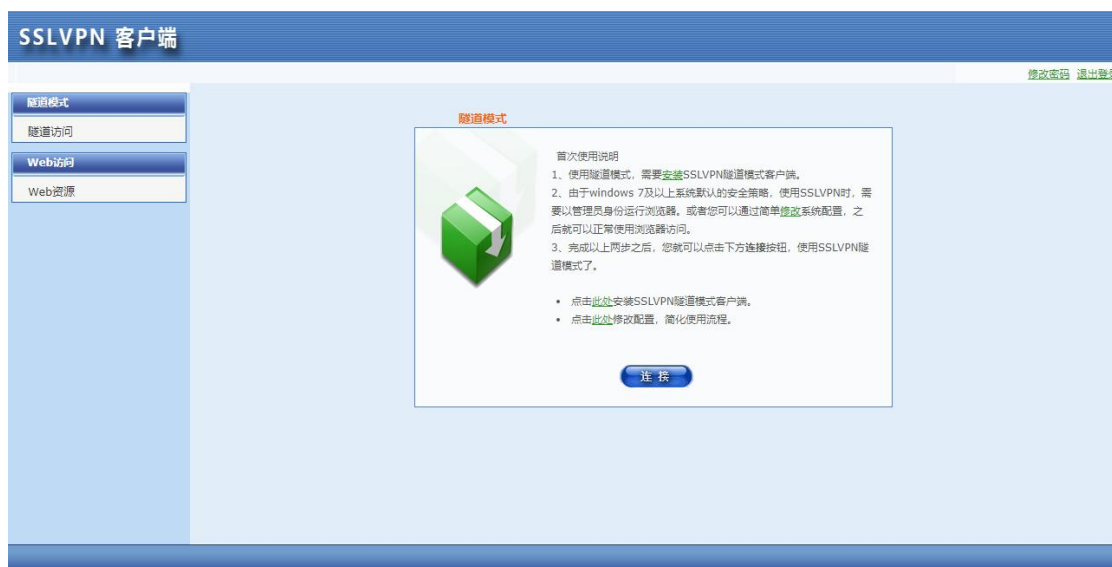 SSLVPN 客户端
修改密码 退出登
隧道模式
隧道访问
Web访问
Web资源
隧道模式
首次使用说明
1、使用隧道模式，需要安装SSLVPN隧道模式客户端。
2、由于windows 7及以上系统默认的安全策略，使用SSLVPN时，需
要以管理员身份运行浏览器。或者您可以通过简单修改系统配置，之
后就可以正常使用浏览器访问。
3、完成以上两步之后，您就可以点击下方连接按钮，使用SSLVPN隧
道模式了。
• 点击此处安装SSLVPN隧道模式客户端。
• 点击此处修改配置，简化使用流程。
连 接